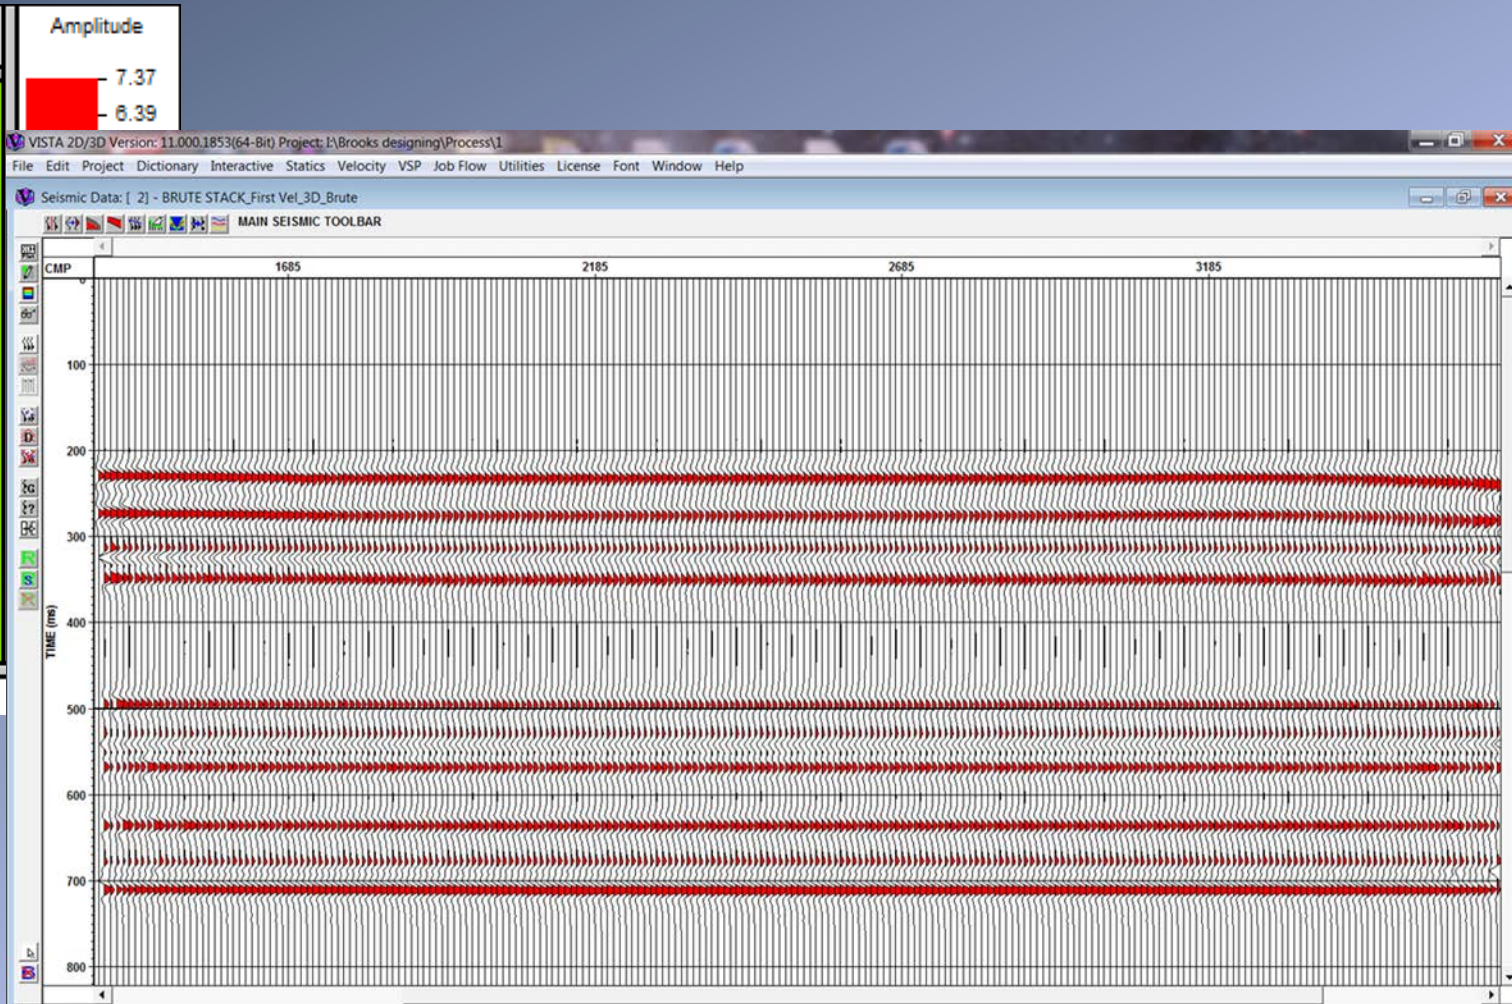 Amplitude
7.37
6.39
VISTA 2D/3D Version: 11.000.1853(64-Bit) Project: I:\Brooks designing\Process\1
File Edit Project Dictionary Interactive Statics Velocity VSP Job Flow Utilities License Font Window Help
Seismic Data: [ 2] - BRUTE STACK_First Vel_3D_Brute
MAIN SEISMIC TOOLBAR
CMP 1685 2185 2685 3185
0
100
200
300
400
500
600
700
800
TIME (ms)
D
G
?
R
S
B